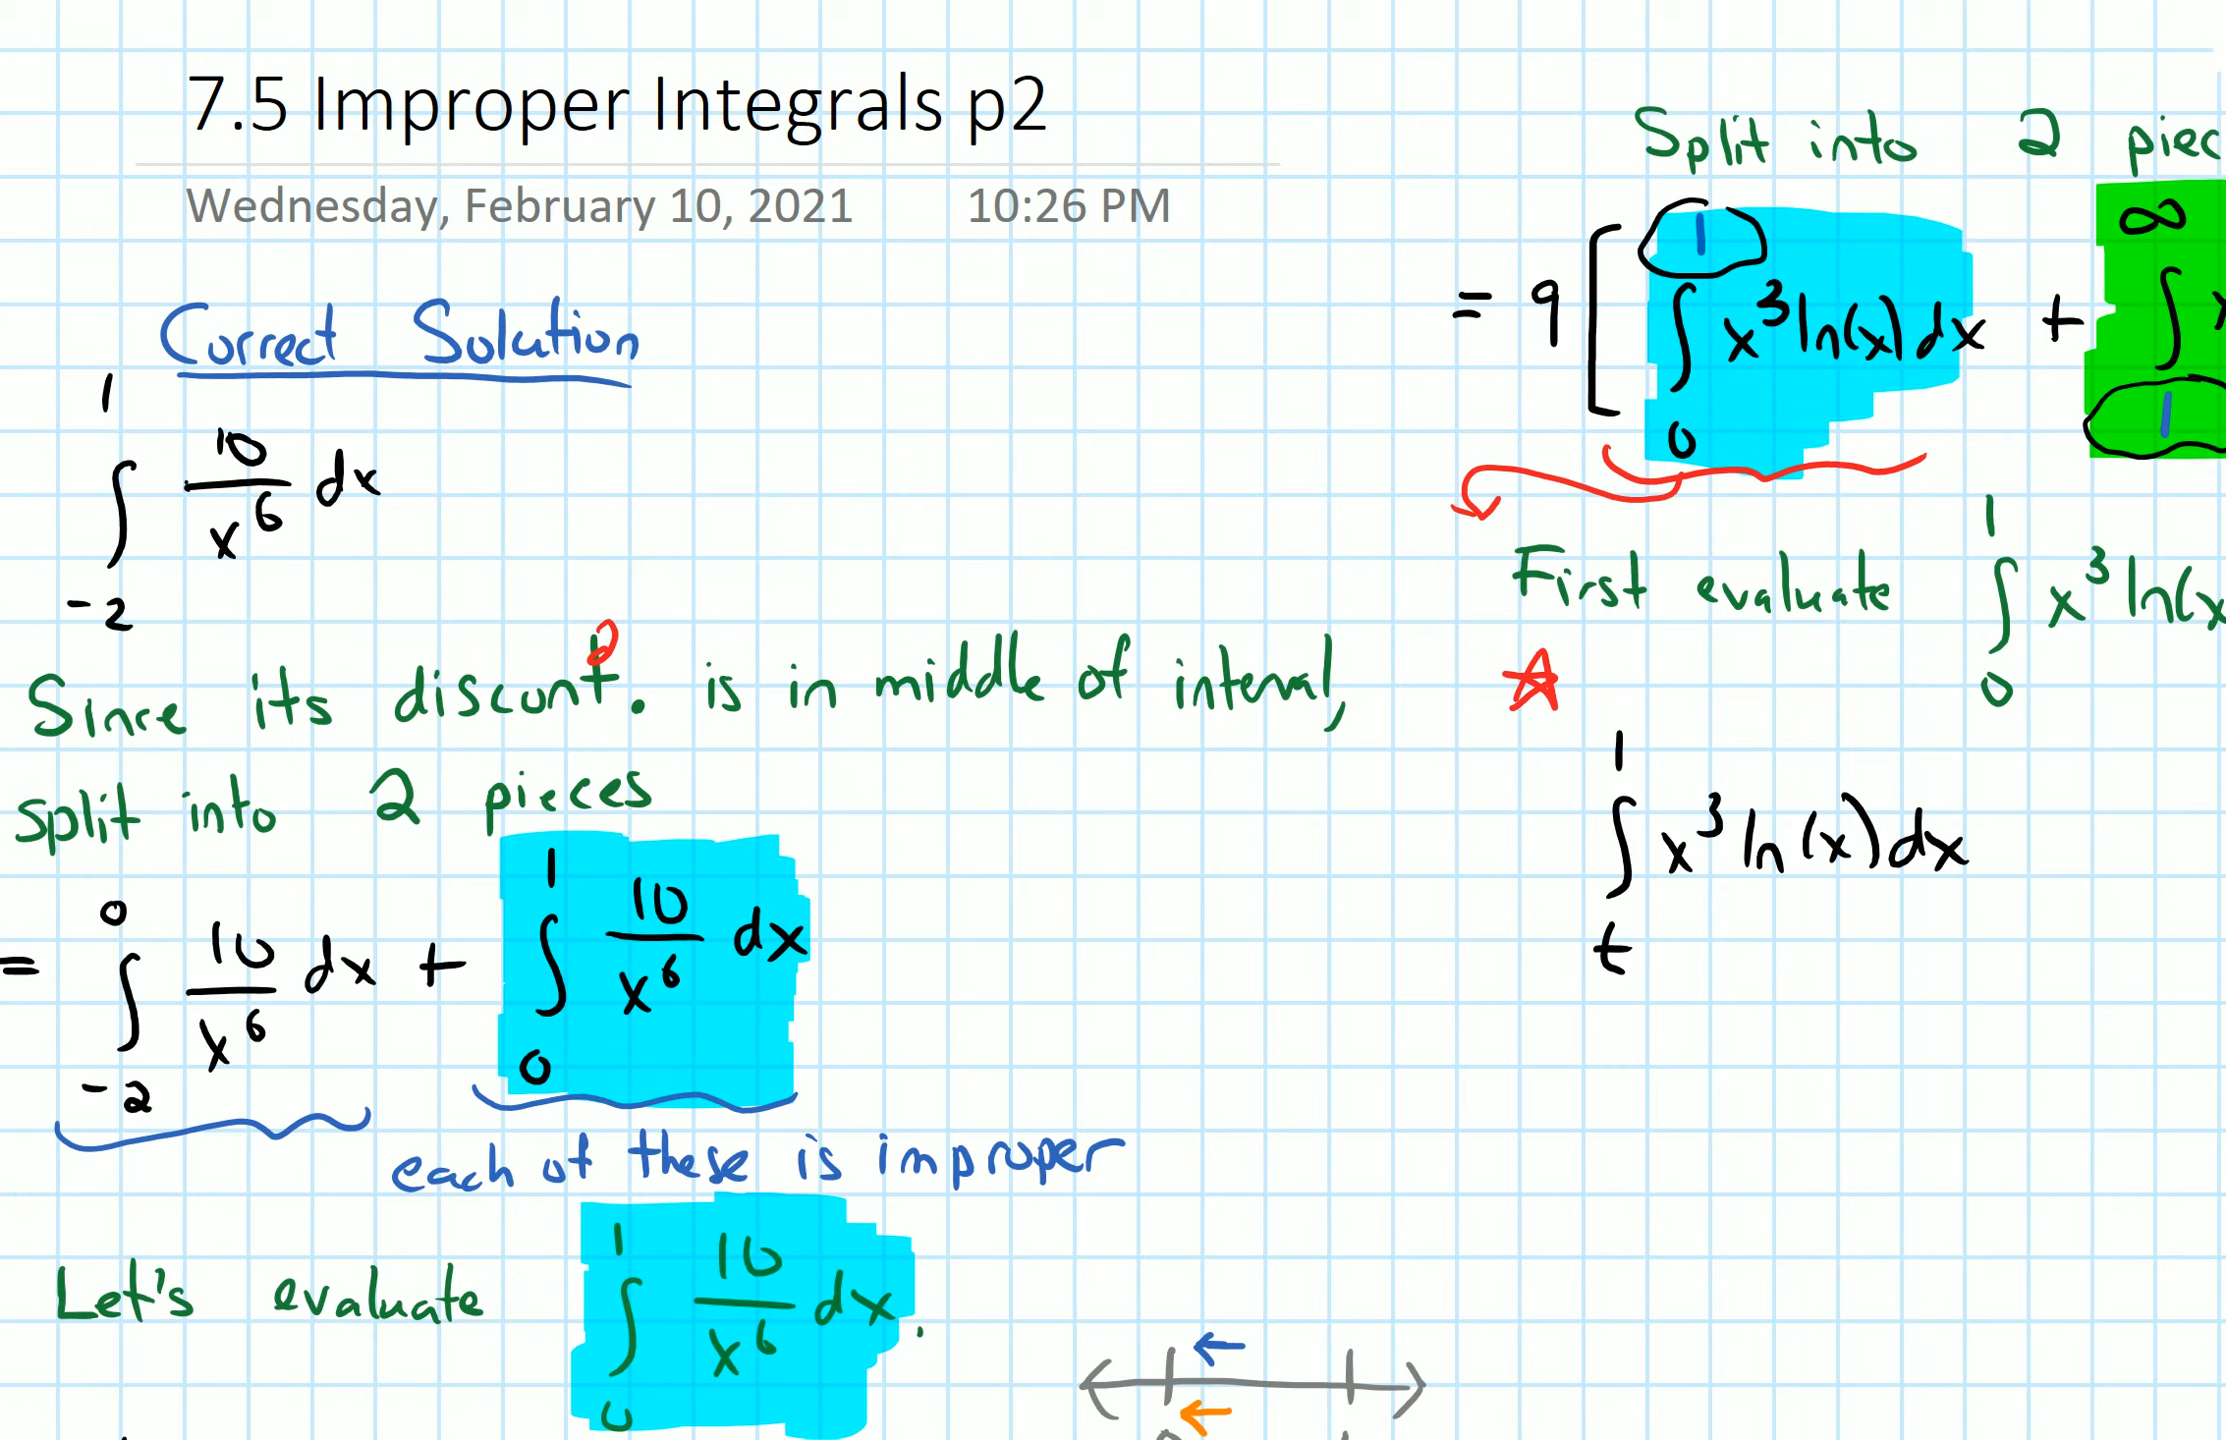 7.5 Improper Integrals p2
Wednesday, February 10, 2021 10:26 PM
Correct Solution
∫_{-2}^{1} 10/x^6 dx
Since its discont. is in middle of interval,
split into 2 pieces
= ∫_{-2}^{0} 10/x^6 dx + ∫_{0}^{1} 10/x^6 dx
each of these is improper
Let's evaluate ∫_{0}^{1} 10/x^6 dx.
Split into 2 piec
= 9 [ ∫_{0}^{1} x^3 ln(x) dx + ∫_{1}^{∞}
First evaluate ∫_{0}^{1} x^3 ln(x
∫_{t}^{1} x^3 ln(x) dx